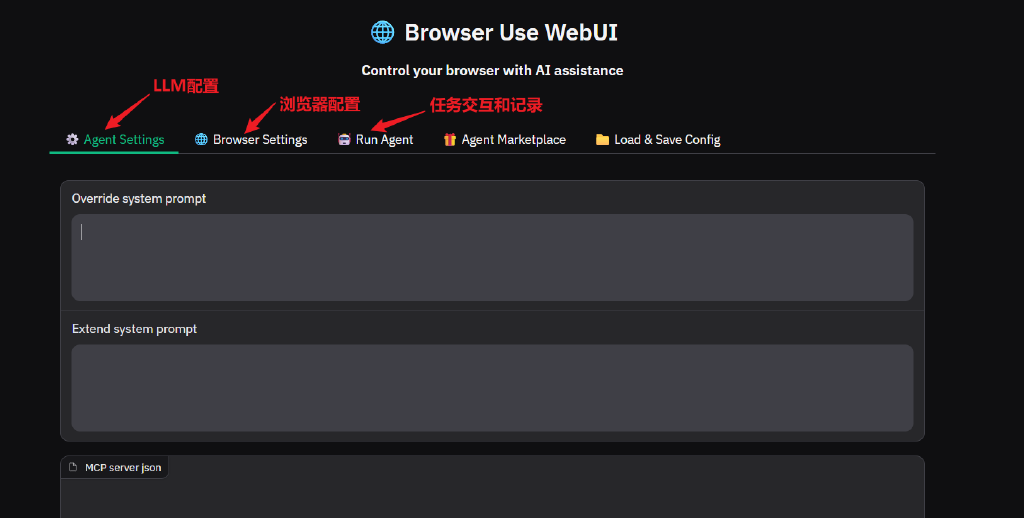 Browser Use WebUI
Control your browser with AI assistance
LLM配置
浏览器配置
任务交互和记录
Agent Settings
Browser Settings
Run Agent
Agent Marketplace
Load & Save Config
Override system prompt
Extend system prompt
MCP server json